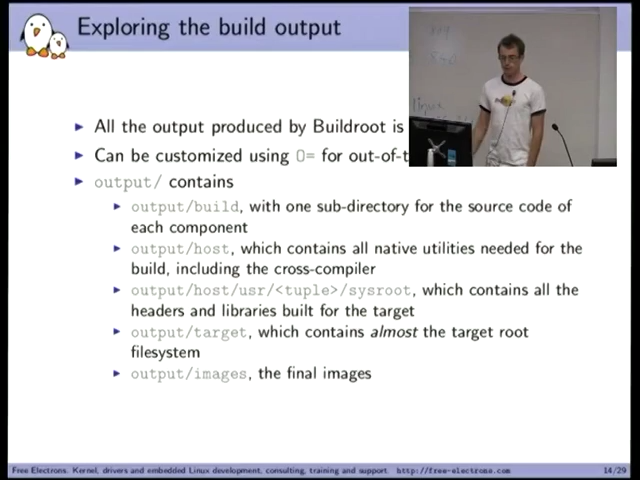 Exploring the build output
All the output produced by Buildroot is
Can be customized using O= for out-of-t
output/ contains
output/build, with one sub-directory for the source code of
each component
output/host, which contains all native utilities needed for the
build, including the cross-compiler
output/host/usr/<tuple>/sysroot, which contains all the
headers and libraries built for the target
output/target, which contains almost the target root
filesystem
output/images, the final images
Free Electrons. Kernel, drivers and embedded Linux development, consulting, training and support. http://free-electrons.com
14/29